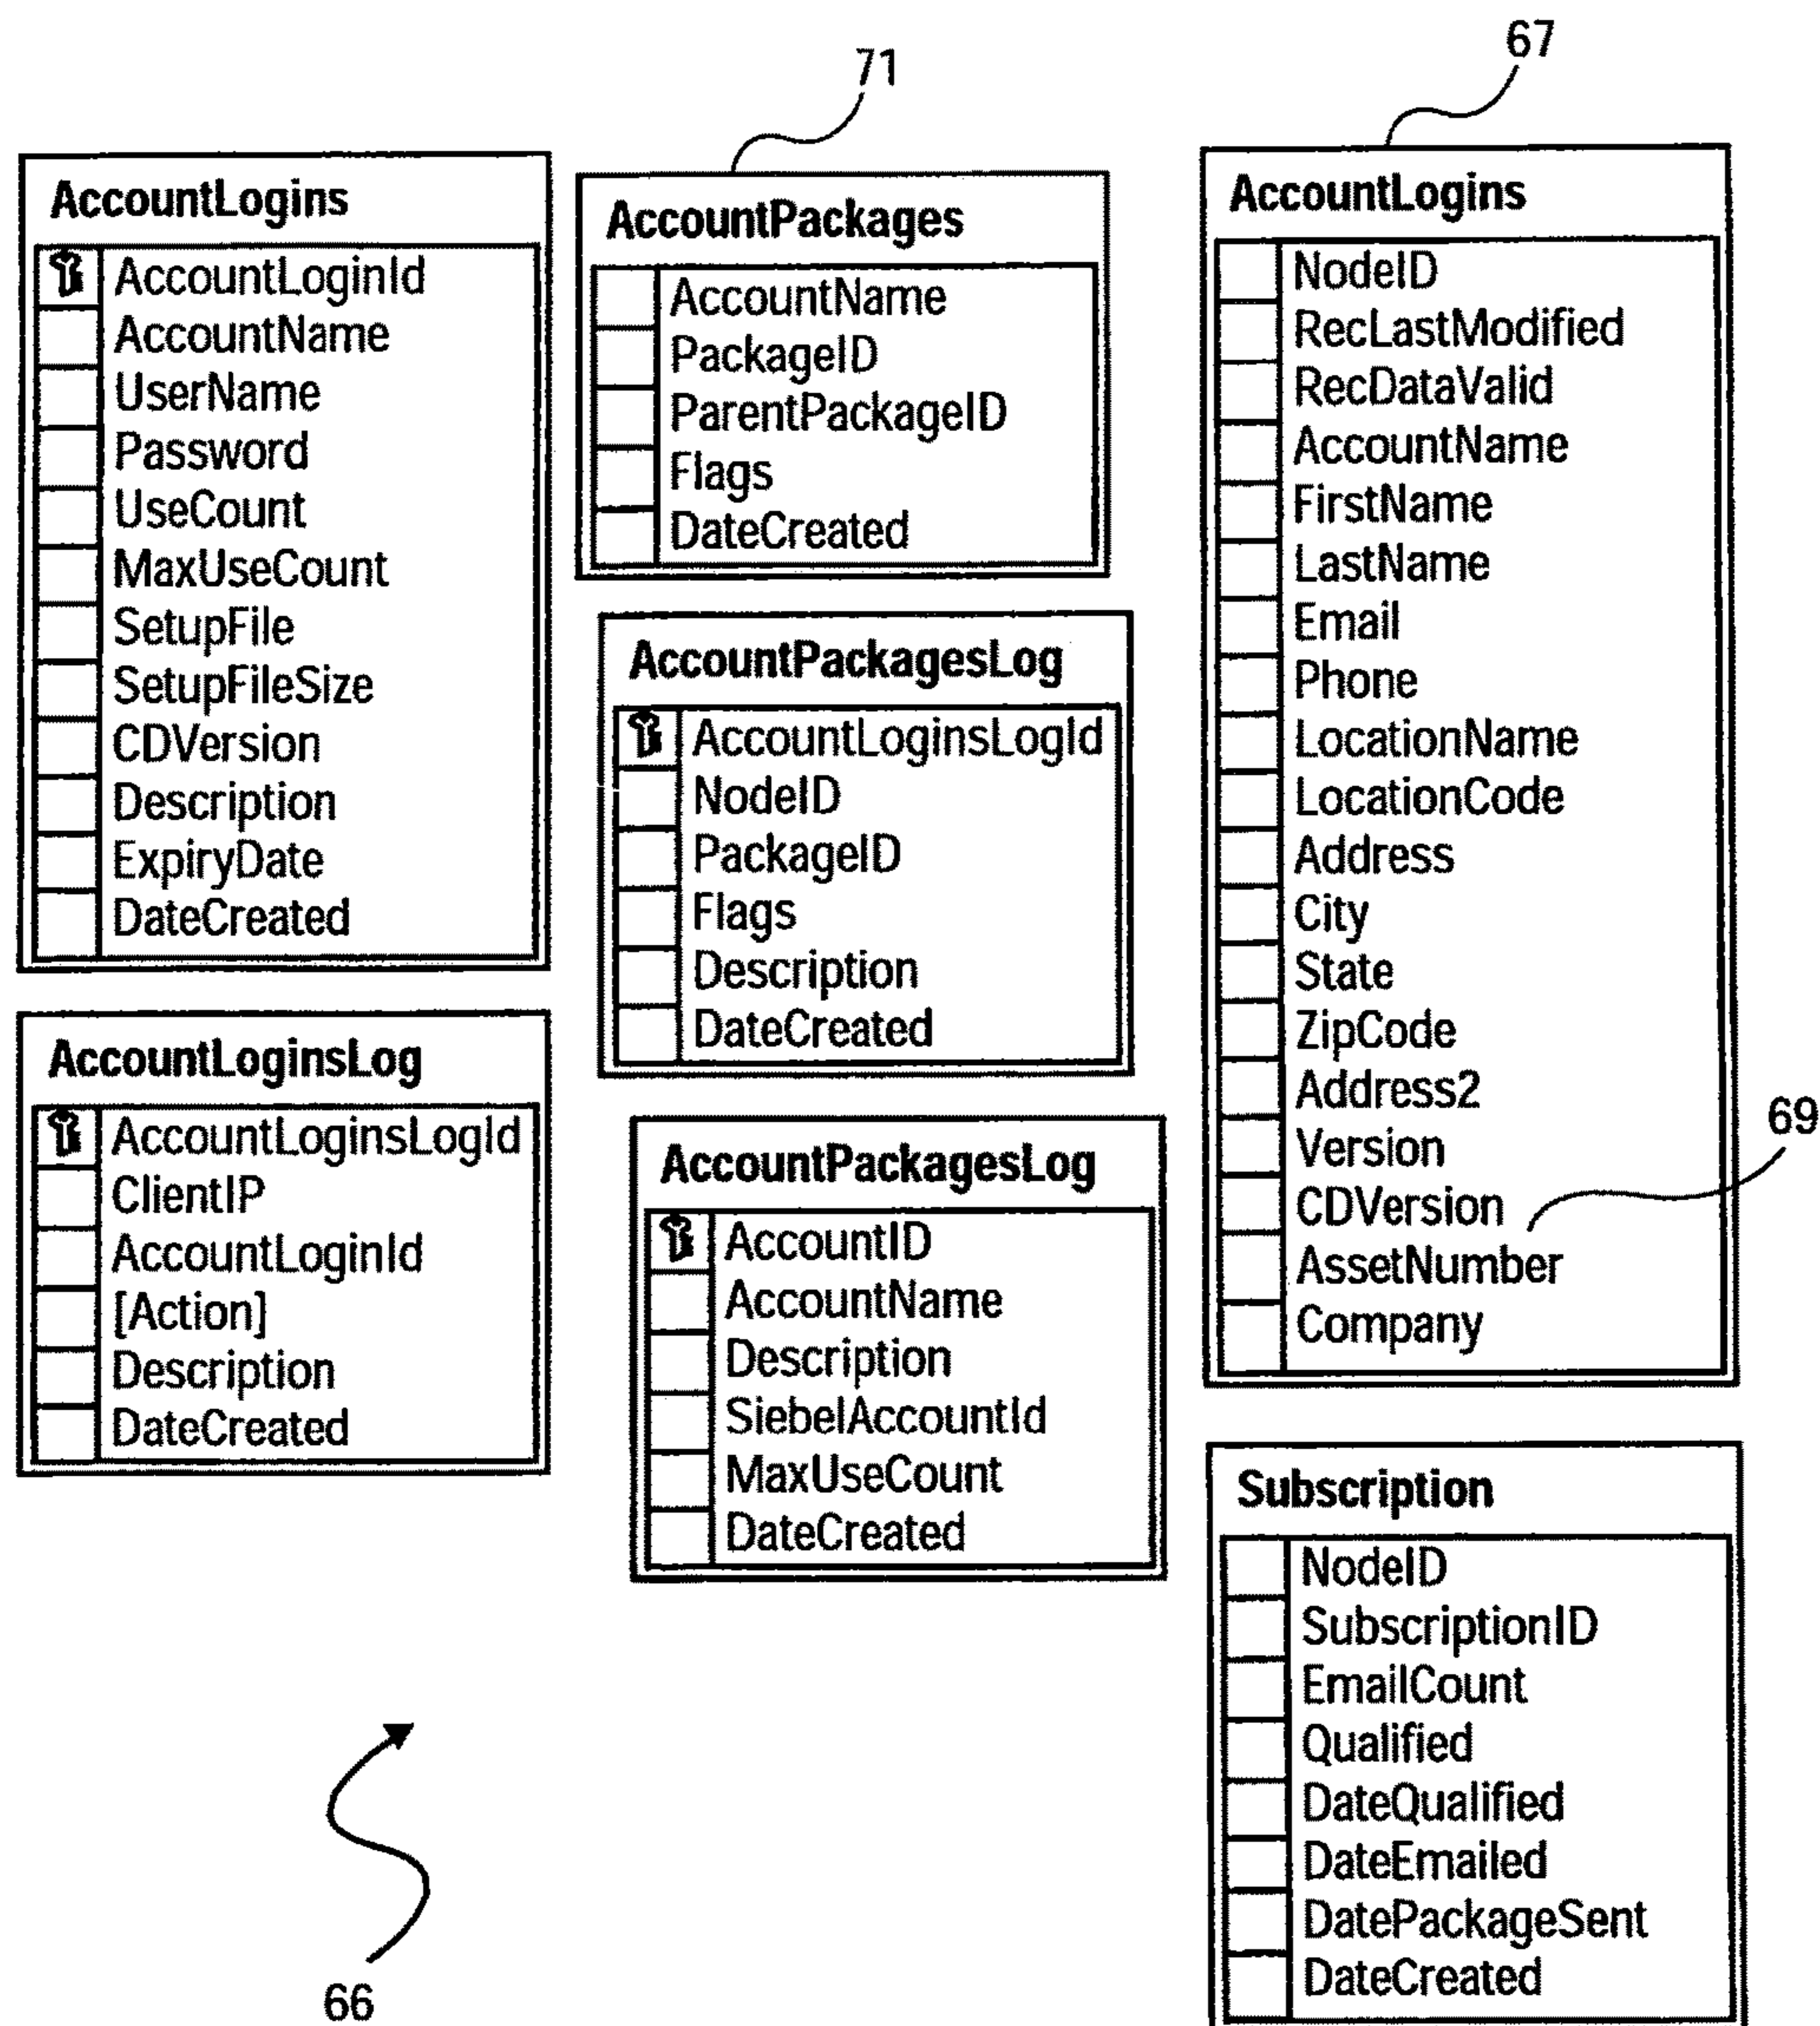 71
67
AccountLogins
AccountLoginId
AccountName
UserName
Password
UseCount
MaxUseCount
SetupFile
SetupFileSize
CDVersion
Description
ExpiryDate
DateCreated
AccountLoginsLog
AccountLoginsLogId
ClientIP
AccountLoginId
[Action]
Description
DateCreated
AccountPackages
AccountName
PackageID
ParentPackageID
Flags
DateCreated
AccountPackagesLog
AccountLoginsLogId
NodeID
PackageID
Flags
Description
DateCreated
AccountPackagesLog
AccountID
AccountName
Description
SiebelAccountId
MaxUseCount
DateCreated
AccountLogins
NodeID
RecLastModified
RecDataValid
AccountName
FirstName
LastName
Email
Phone
LocationName
LocationCode
Address
City
State
ZipCode
Address2
Version
CDVersion
AssetNumber
Company
69
Subscription
NodeID
SubscriptionID
EmailCount
Qualified
DateQualified
DateEmailed
DatePackageSent
DateCreated
66